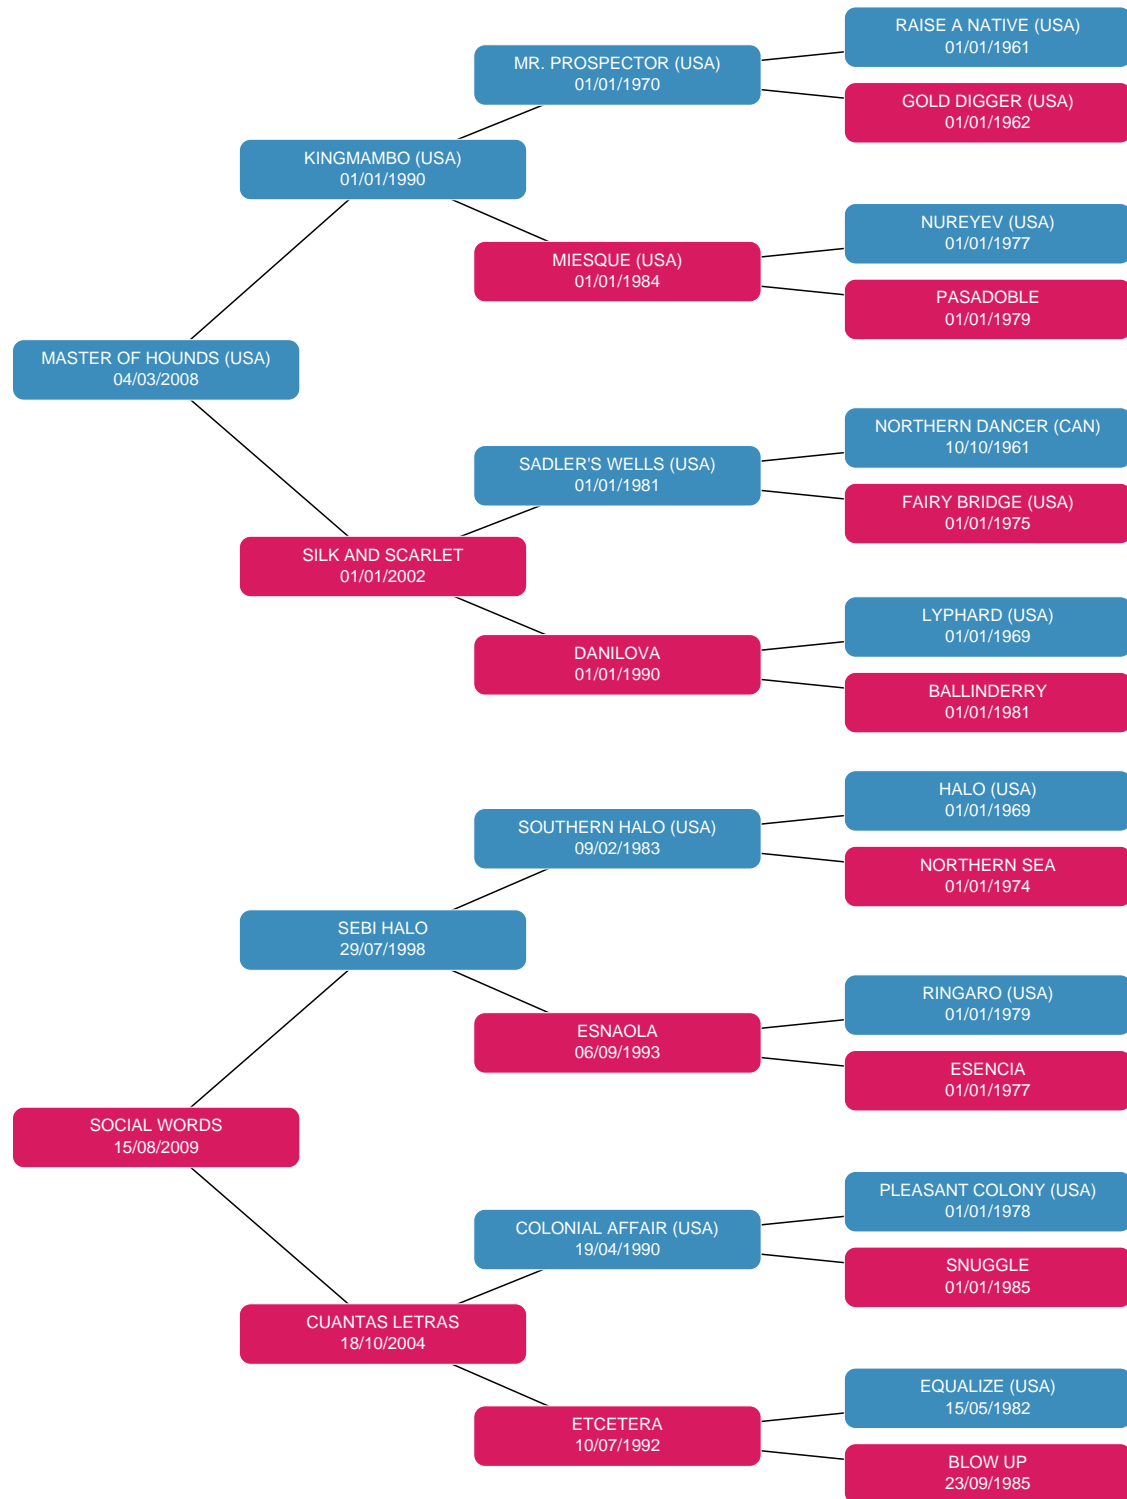 RAISE A NATIVE (USA)
01/01/1961
MR. PROSPECTOR (USA)
01/01/1970
GOLD DIGGER (USA)
01/01/1962
KINGMAMBO (USA)
01/01/1990
NUREYEV (USA)
01/01/1977
MIESQUE (USA)
01/01/1984
PASADOBLE
01/01/1979
MASTER OF HOUNDS (USA)
04/03/2008
NORTHERN DANCER (CAN)
10/10/1961
SADLER'S WELLS (USA)
01/01/1981
FAIRY BRIDGE (USA)
01/01/1975
SILK AND SCARLET
01/01/2002
LYPHARD (USA)
01/01/1969
DANILOVA
01/01/1990
BALLINDERRY
01/01/1981
HALO (USA)
01/01/1969
SOUTHERN HALO (USA)
09/02/1983
NORTHERN SEA
01/01/1974
SEBI HALO
29/07/1998
RINGARO (USA)
01/01/1979
ESNAOLA
06/09/1993
ESENCIA
01/01/1977
SOCIAL WORDS
15/08/2009
PLEASANT COLONY (USA)
01/01/1978
COLONIAL AFFAIR (USA)
19/04/1990
SNUGGLE
01/01/1985
CUANTAS LETRAS
18/10/2004
EQUALIZE (USA)
15/05/1982
ETCETERA
10/07/1992
BLOW UP
23/09/1985